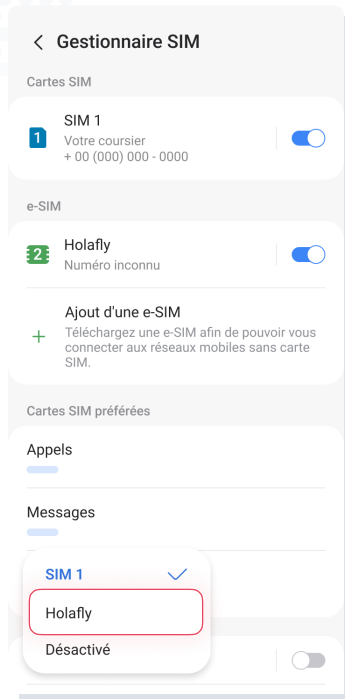 Gestionnaire SIM
Cartes SIM
1
SIM 1
Votre coursier
+ 00 (000) 000 - 0000
e-SIM
2
Holafly
Numéro inconnu
Ajout d'une e-SIM
Téléchargez une e-SIM afin de pouvoir vous
connecter aux réseaux mobiles sans carte
SIM.
Cartes SIM préférées
Appels
Messages
SIM 1
Holafly
Désactivé